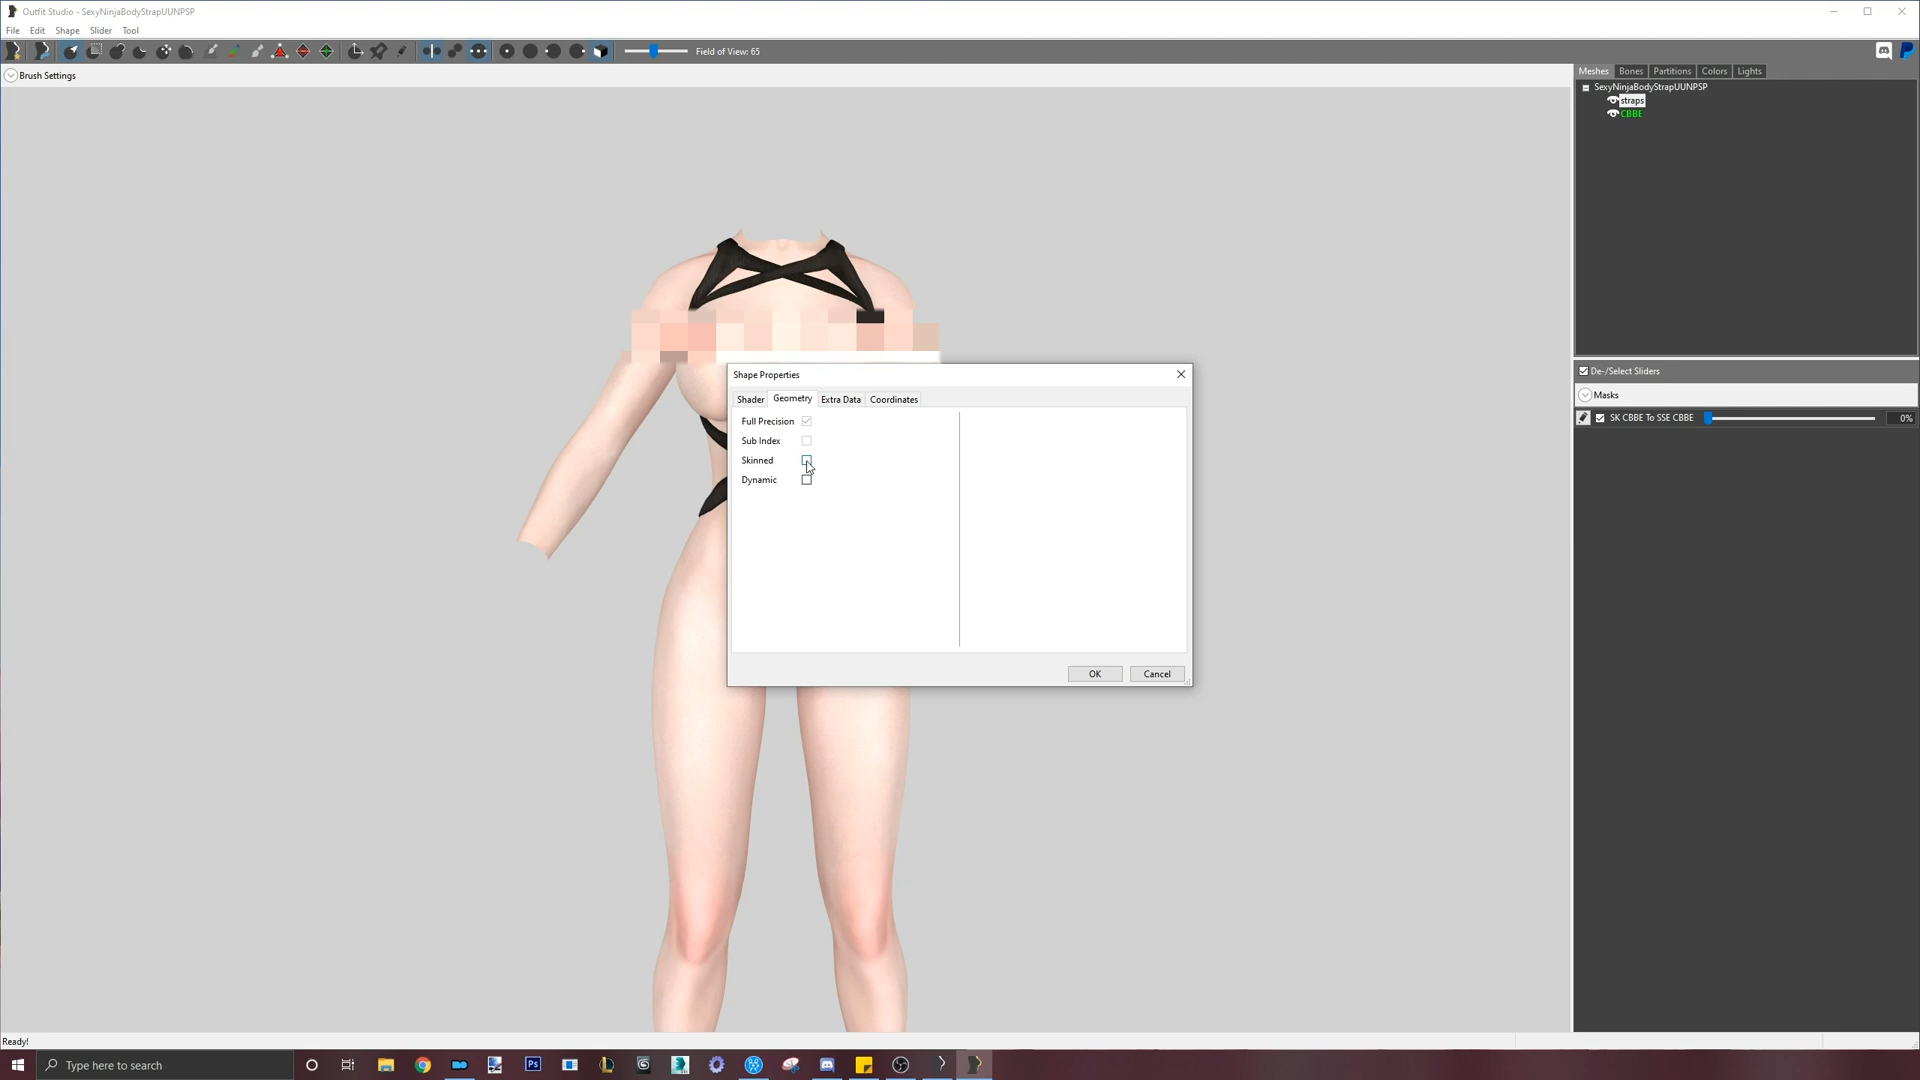 Outfit Studio - SexyNinjaBodyStrapUUNPSP
File Edit Shape Slider Tool
Field of View: 65
Brush Settings
Meshes Bones Partitions Colors Lights
SexyNinjaBodyStrapUUNPSP
straps
CBBE
Shape Properties
Shader Geometry Extra Data Coordinates
Full Precision
Sub Index
Skinned
Dynamic
OK Cancel
De-/Select Sliders
Masks
SK CBBE To SSE CBBE 0%
Ready!
Type here to search
Ps